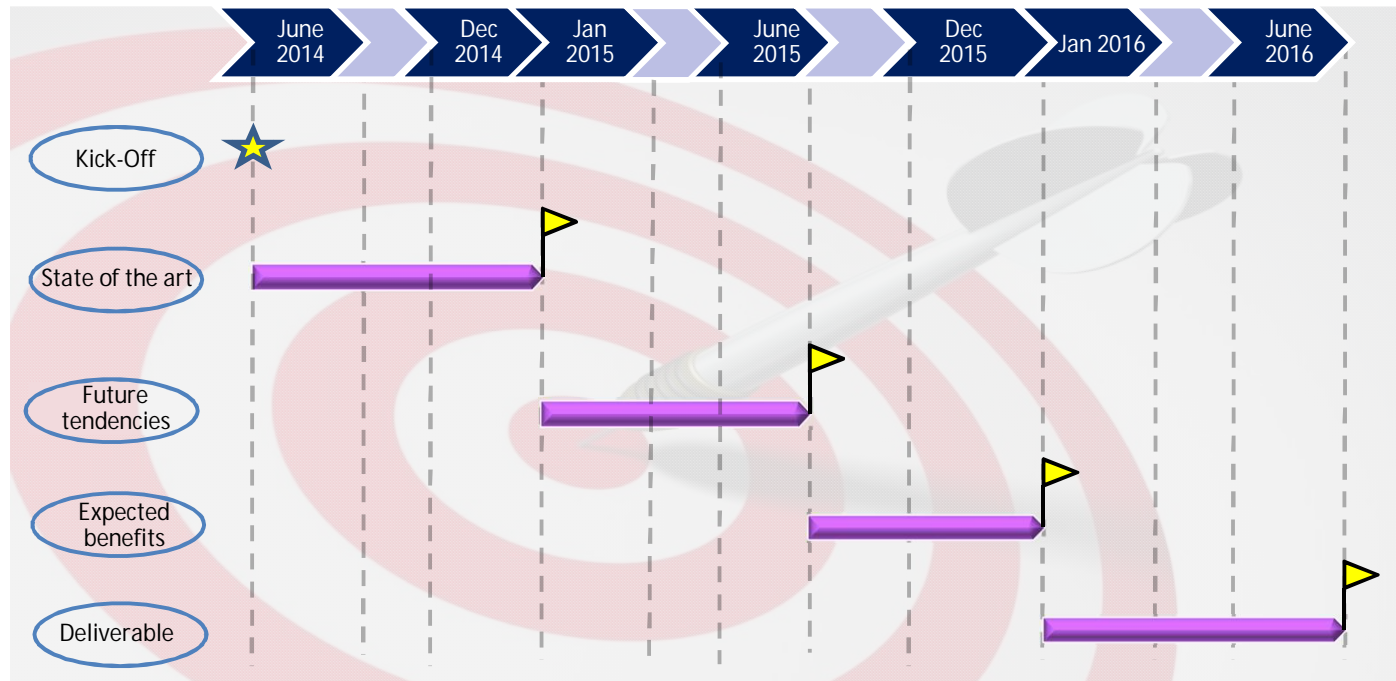 June
2014
Dec
2014
Jan
2015
June
2015
Dec
2015
Jan 2016
June
2016
Kick-Off
State of the art
Future
tendencies
Expected
benefits
Deliverable